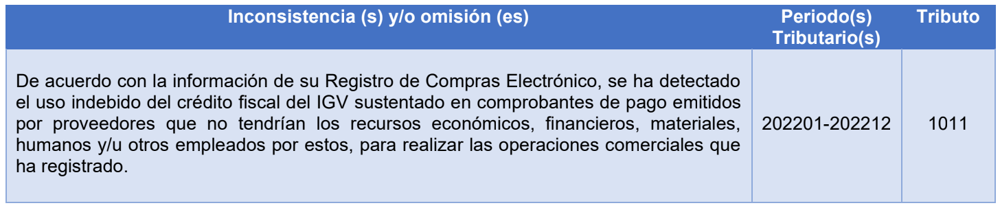 Inconsistencia (s) y/o omisión (es)
Periodo(s)
Tributario(s)
Tributo
De acuerdo con la información de su Registro de Compras Electrónico, se ha detectado
el uso indebido del crédito fiscal del IGV sustentado en comprobantes de pago emitidos
por proveedores que no tendrían los recursos económicos, financieros, materiales,
humanos y/u otros empleados por estos, para realizar las operaciones comerciales que
ha registrado.
202201-202212
1011